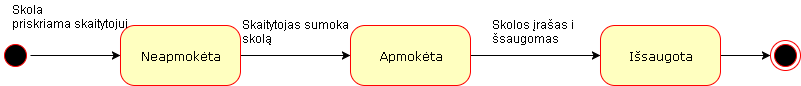 Skola
priskiriama skaitytojui
Neapmokėta
Skaitytojas sumoka
skolą
Apmokėta
Skolos įrašas i
šsaugomas
Išsaugota